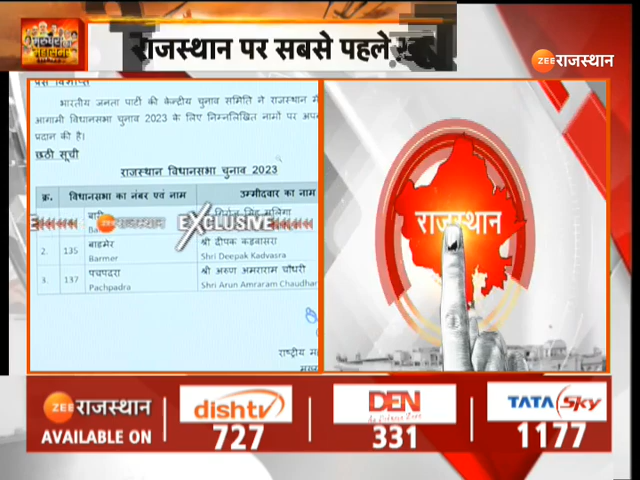 राजस्थान पर सबसे पहले
ZEE राजस्थान
भारतीय जनता पार्टी की केन्द्रीय चुनाव समिति ने राजस्थान में
आगामी विधानसभा चुनाव 2023 के लिए निम्नलिखित नामों पर अपन
प्रदान की है।
छठी सूची
राजस्थान विधानसभा चुनाव 2023
क्र. विधानसभा का नंबर एवं नाम उम्मीदवार का नाम
ZEE राजस्थान EXCLUSIVE
2. 135 बाड़मेर श्री दीपक कड़वासरा
Barmer Shri Deepak Kadvasra
3. 137 पचपदरा श्री अरुण अमराराम चौधरी
Pachpadra Shri Arun Amraram Chaudhar
राष्ट्रीय
राजस्थान
ZEE राजस्थान
AVAILABLE ON
dishtv
727
DEN
331
TATA Sky
1177